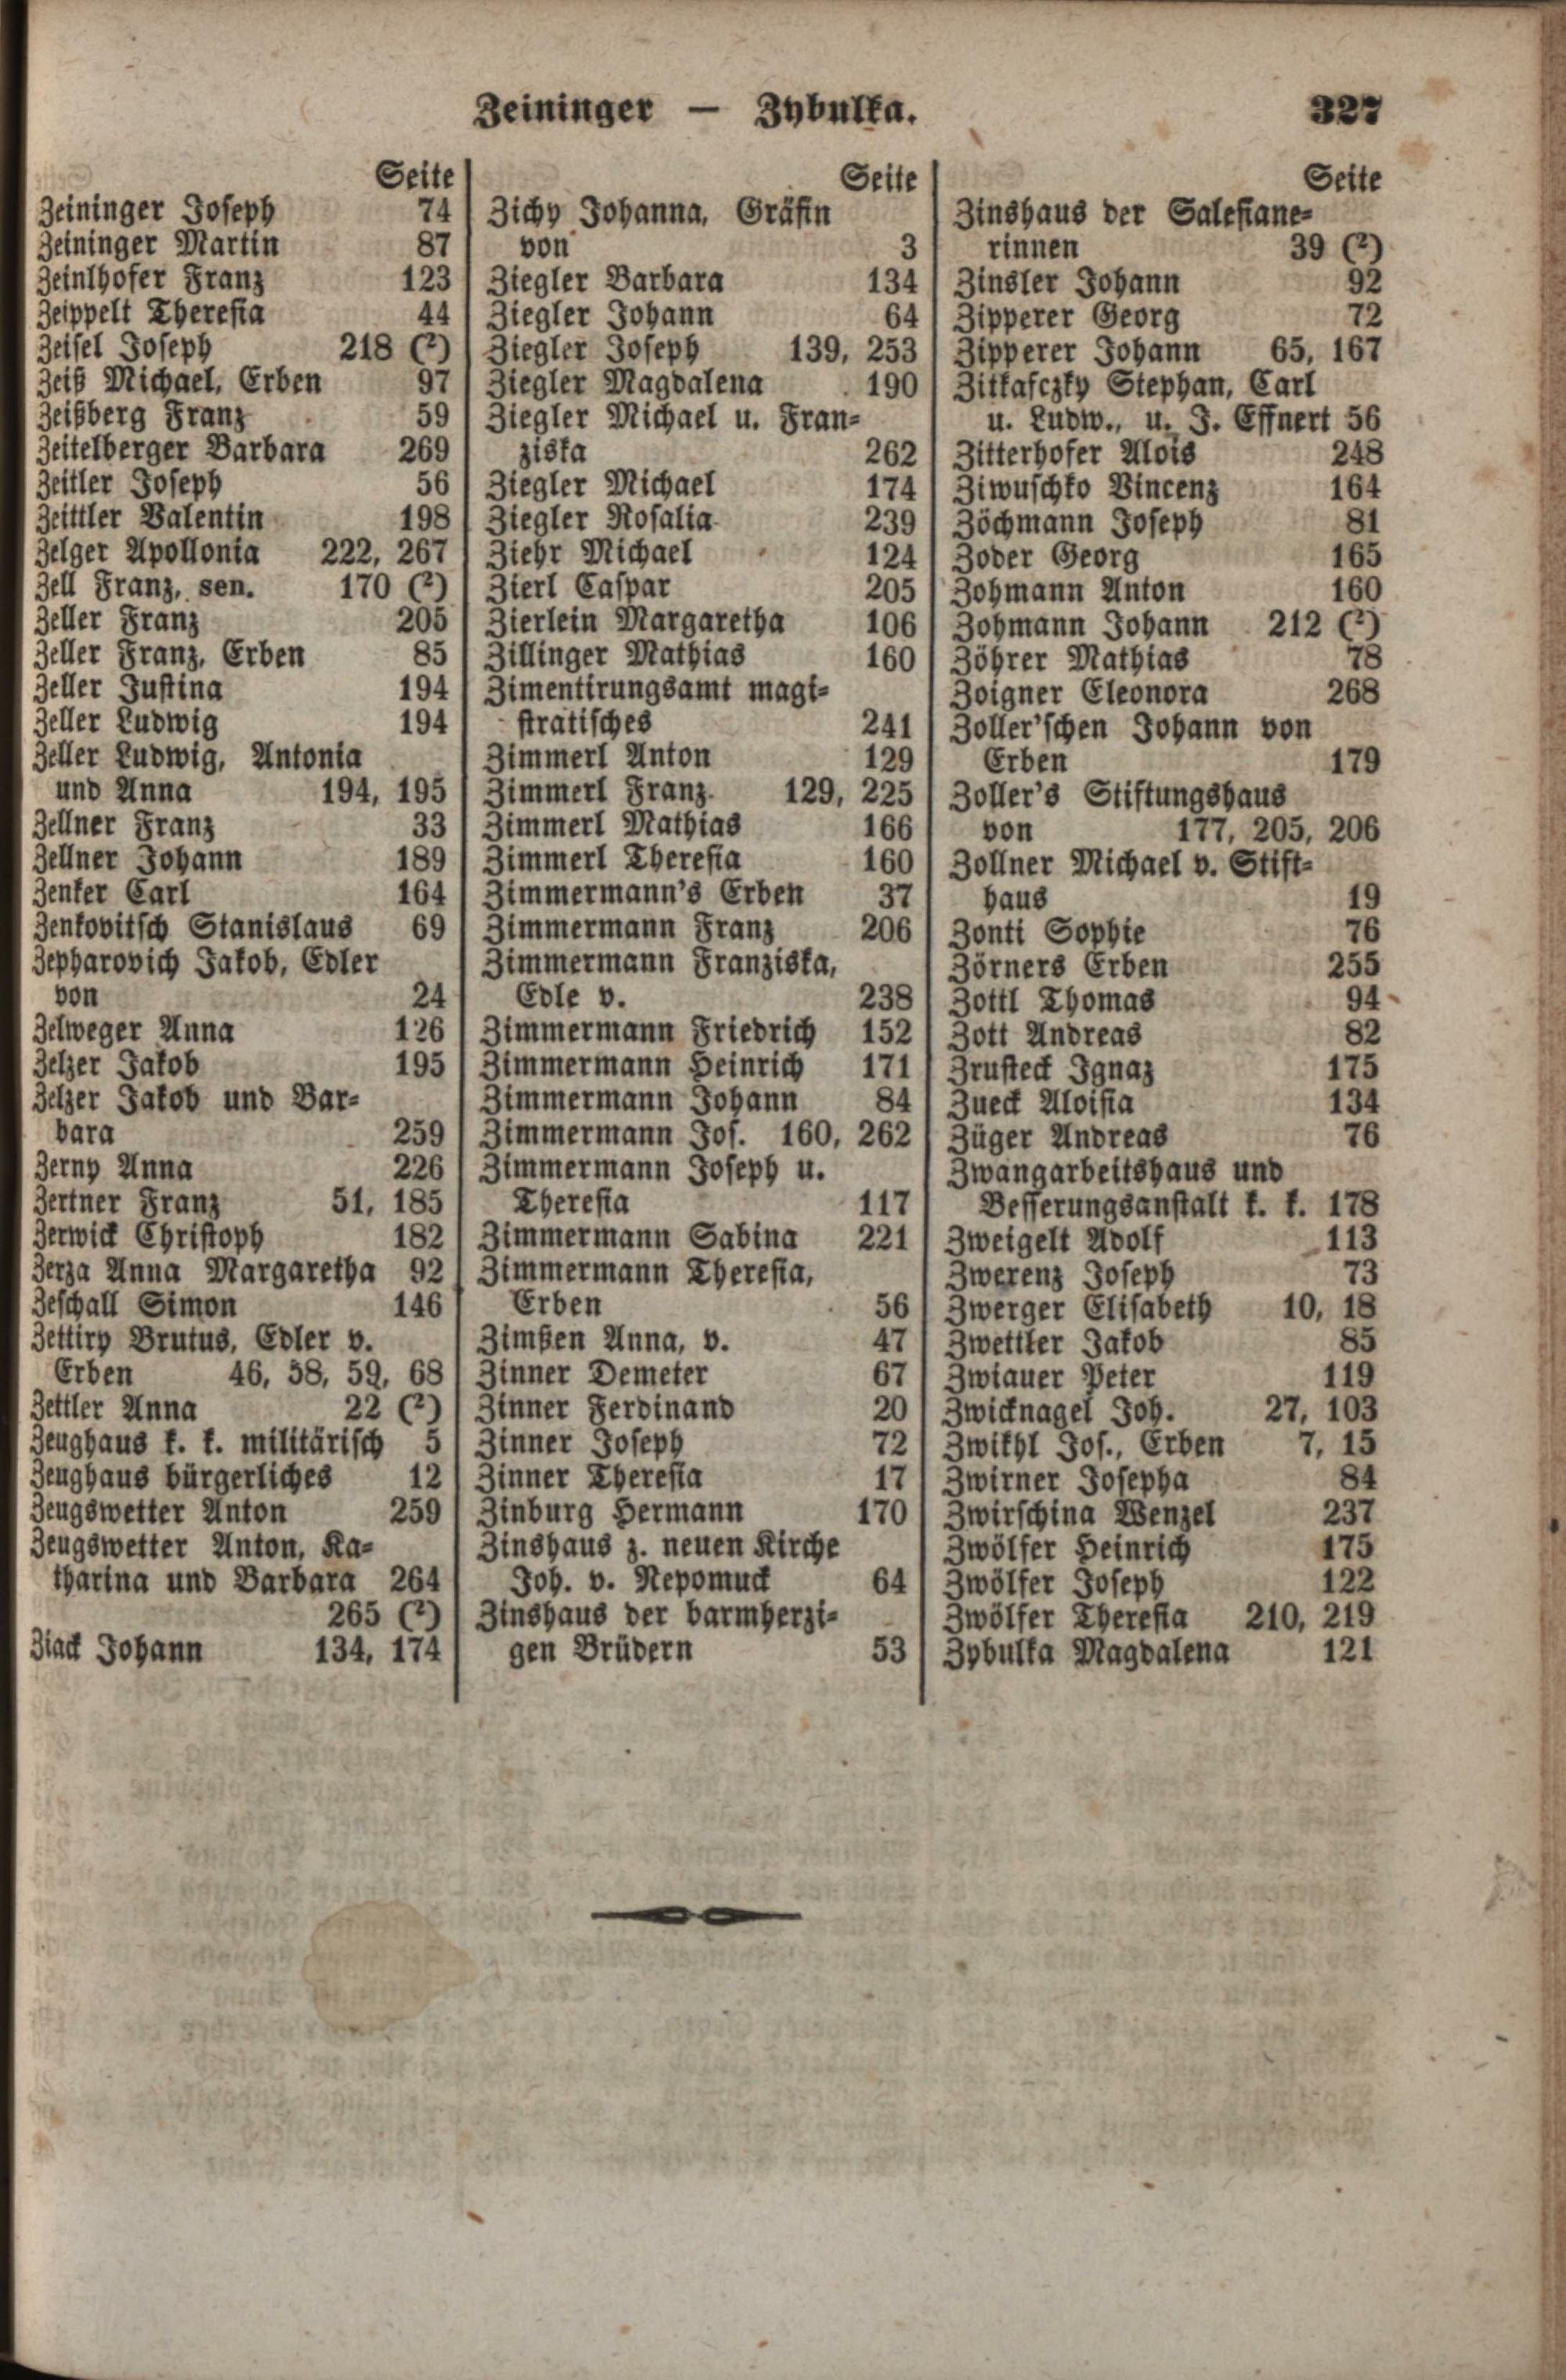 Zeininger — Zybulka.
327
Seite
Zeininger Joseph 74
Zeininger Martin 87
Zeinlhofer Franz 123
Zeippelt Theresia 44
Zeisel Joseph 218 (²)
Zeiß Michael, Erben 97
Zeißberg Franz 59
Zeitelberger Barbara 269
Zeitler Joseph 56
Zeittler Valentin 198
Zelger Apollonia 222, 267
Zell Franz, sen. 170 (²)
Zeller Franz 205
Zeller Franz, Erben 85
Zeller Justina 194
Zeller Ludwig 194
Zeller Ludwig, Antonia
und Anna 194, 195
Zellner Franz 33
Zellner Johann 189
Zenker Carl 164
Zenkovitsch Stanislaus 69
Zepharovich Jakob, Edler
von 24
Zelweger Anna 126
Zelzer Jakob 195
Zelzer Jakob und Bar-
bara 259
Zerny Anna 226
Zertner Franz 51, 185
Zerwick Christoph 182
Zerza Anna Margaretha 92
Zeschall Simon 146
Zettiry Brutus, Edler v.
Erben 46, 58, 59, 68
Zettler Anna 22 (²)
Zeughaus k. k. militärisch 5
Zeughaus bürgerliches 12
Zeugswetter Anton 259
Zeugswetter Anton, Ka-
tharina und Barbara 264
265 (²)
Ziack Johann 134, 174
Seite
Zichy Johanna, Gräfin
von 3
Ziegler Barbara 134
Ziegler Johann 64
Ziegler Joseph 139, 253
Ziegler Magdalena 190
Ziegler Michael u. Fran-
ziska 262
Ziegler Michael 174
Ziegler Rosalia 239
Ziehr Michael 124
Zierl Caspar 205
Zierlein Margaretha 106
Zillinger Mathias 160
Zimentirungsamt magi-
stratisches 241
Zimmerl Anton 129
Zimmerl Franz 129, 225
Zimmerl Mathias 166
Zimmerl Theresia 160
Zimmermann's Erben 37
Zimmermann Franz 206
Zimmermann Franziska,
Edle v. 238
Zimmermann Friedrich 152
Zimmermann Heinrich 171
Zimmermann Johann 84
Zimmermann Jos. 160, 262
Zimmermann Joseph u.
Theresia 117
Zimmermann Sabina 221
Zimmermann Theresia,
Erben 56
Zimßen Anna, v. 47
Zinner Demeter 67
Zinner Ferdinand 20
Zinner Joseph 72
Zinner Theresia 17
Zinburg Hermann 170
Zinshaus z. neuen Kirche
Joh. v. Nepomuck 64
Zinshaus der barmherzi-
gen Brüdern 53
Seite
Zinshaus der Salesiane-
rinnen 39 (²)
Zinsler Johann 92
Zipperer Georg 72
Zipperer Johann 65, 167
Zitkasczky Stephan, Carl
u. Ludw., u. J. Effnert 56
Zitterhofer Alois 248
Ziwuschko Vincenz 164
Zöchmann Joseph 81
Zoder Georg 165
Zohmann Anton 160
Zohmann Johann 212 (²)
Zöhrer Mathias 78
Zoigner Eleonora 268
Zoller'schen Johann von
Erben 179
Zoller's Stiftungshaus
von 177, 205, 206
Zollner Michael v. Stift-
haus 19
Zonti Sophie 76
Zörners Erben 255
Zottl Thomas 94
Zott Andreas 82
Zrusteck Ignaz 175
Zueck Aloisia 134
Züger Andreas 76
Zwangarbeitshaus und
Besserungsanstalt k. k. 178
Zweigelt Adolf 113
Zwerenz Joseph 73
Zwerger Elisabeth 10, 18
Zwettler Jakob 85
Zwiauer Peter 119
Zwicknagel Joh. 27, 103
Zwikhl Jos., Erben 7, 15
Zwirner Josepha 84
Zwirschina Wenzel 237
Zwölfer Heinrich 175
Zwölfer Joseph 122
Zwölfer Theresia 210, 219
Zybulka Magdalena 121